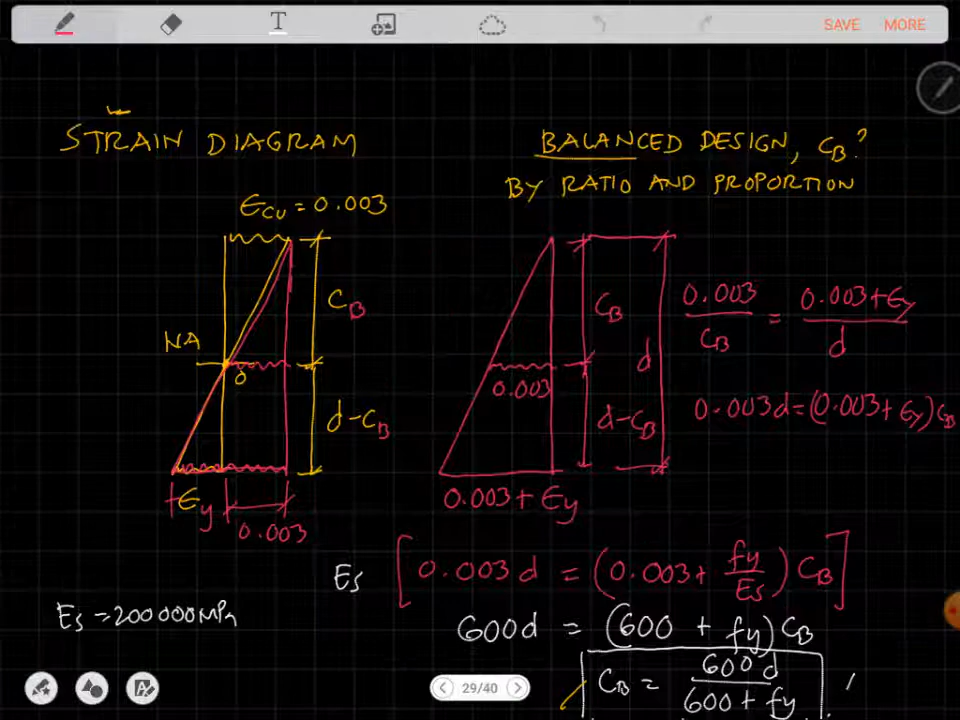 T
SAVE
MORE
STRAIN DIAGRAM
ϵcu = 0.003
CB
NA
0
d-CB
ϵy
0.003
BALANCED DESIGN, CB?
BY RATIO AND PROPORTION
CB
d
0.003
d-CB
0.003 + ϵy
0.003/CB = 0.003+ϵy/d
0.003d=(0.003+ϵy)CB
Es [0.003d = (0.003+ fy/Es)CB]
Es =200000MPa
600d = (600 + fy)CB
CB = 600d/600+fy
29/40